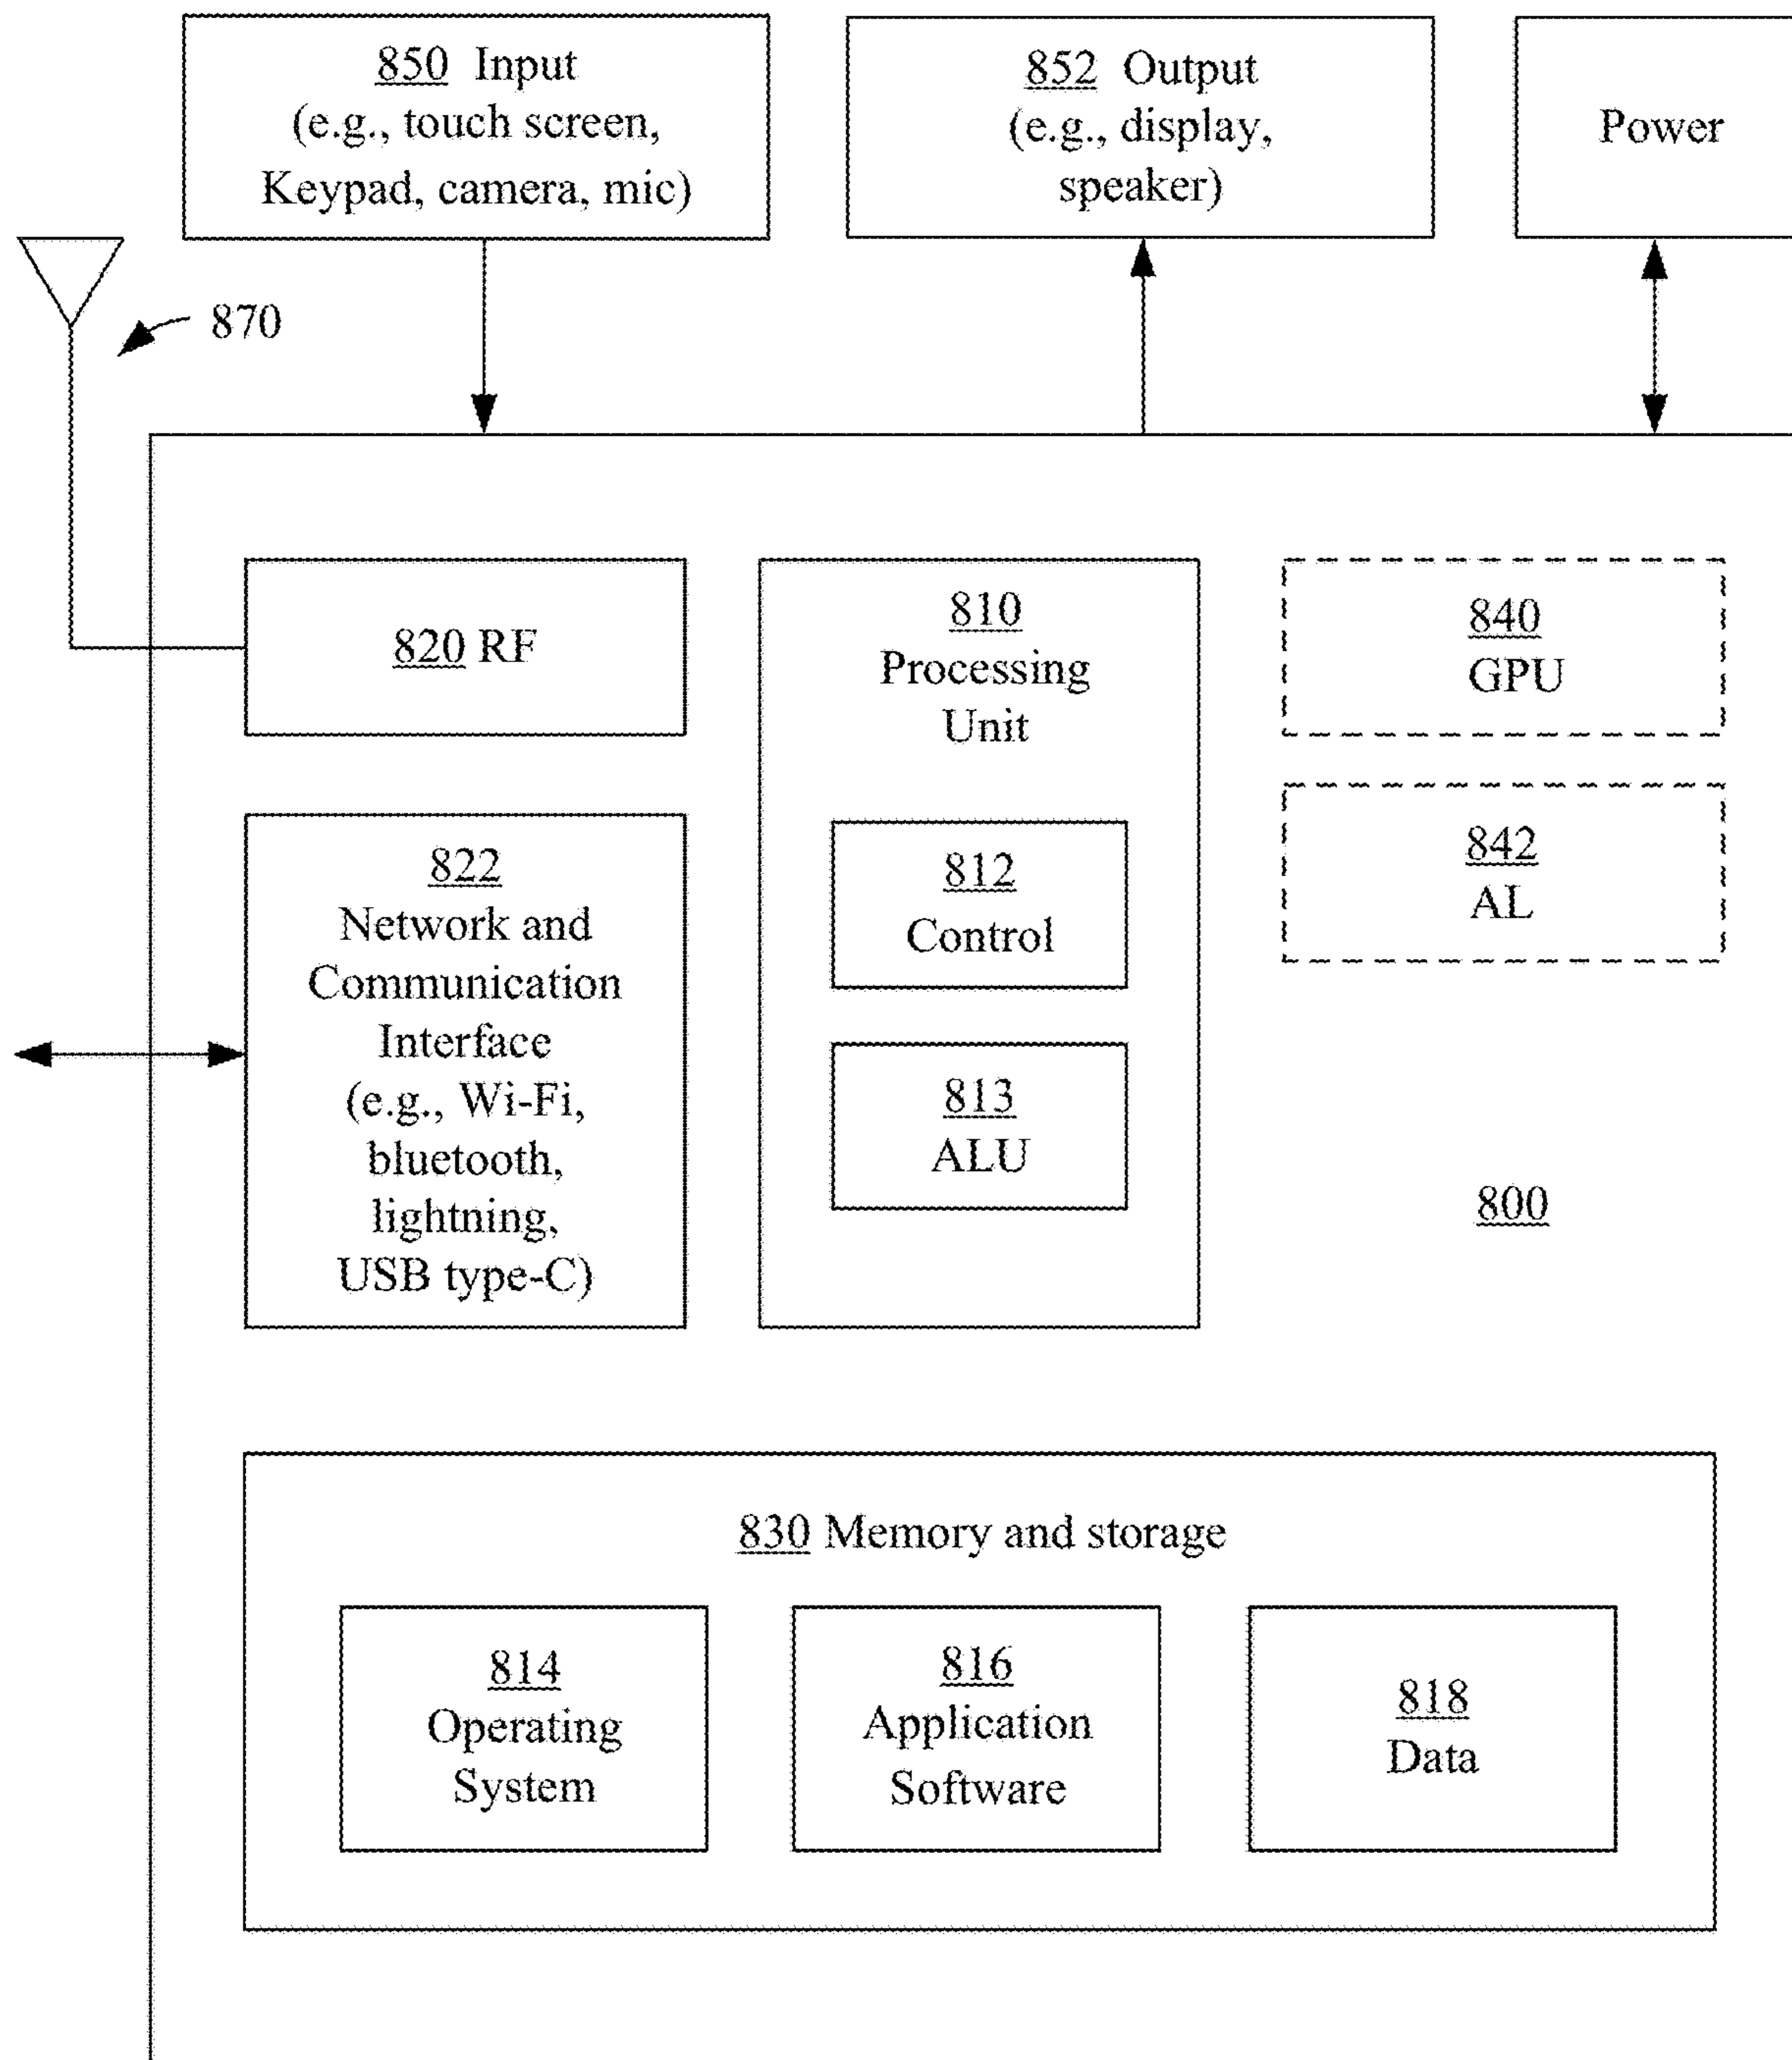 850 Input
(e.g., touch screen,
Keypad, camera, mic)
852 Output
(e.g., display,
speaker)
Power
870
820 RF
810
Processing
Unit
840
GPU
822
Network and
Communication
Interface
(e.g., Wi-Fi,
bluetooth,
lightning,
USB type-C)
812
Control
842
AL
813
ALU
800
830 Memory and storage
814
Operating
System
816
Application
Software
818
Data